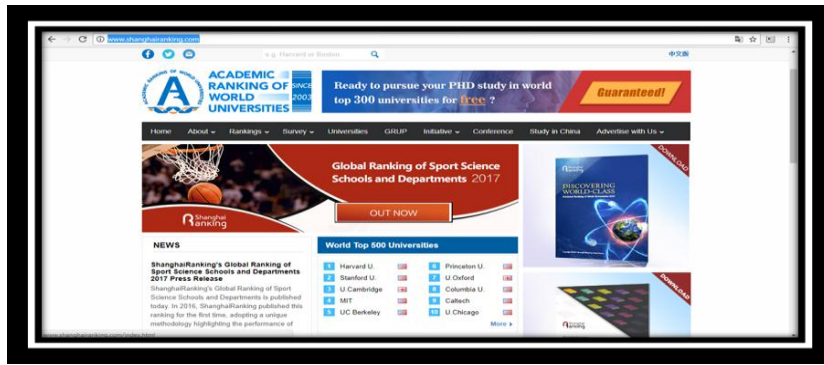 www.shanghairanking.com
e.g. Harvard or Boston
中文版
ACADEMIC
RANKING OF
WORLD
UNIVERSITIES
SINCE
2003
Ready to pursue your PHD study in world
top 300 universities for free ?
Guaranteed!
Home About Rankings Survey Universities GRUP Initiative Conference Study in China Advertise with Us
Global Ranking of Sport Science
Schools and Departments 2017
OUT NOW
Shanghai
Ranking
DOWNLOAD
DISCOVERING
WORLD-CLASS
NEWS
ShanghaiRanking's Global Ranking of
Sport Science Schools and Departments
2017 Press Release
ShanghaiRanking's Global Ranking of Sport
Science Schools and Departments is published
today. In 2016, ShanghaiRanking published this
ranking for the first time, adopting a unique
methodology highlighting the performance of
World Top 500 Universities
1 Harvard U.
2 Stanford U.
3 U.Cambridge
4 MIT
5 UC Berkeley
6 Princeton U.
7 U.Oxford
8 Columbia U.
9 Caltech
10 U.Chicago
More
DOWNLOAD
Ranking
www.shanghairanking.com/index.html